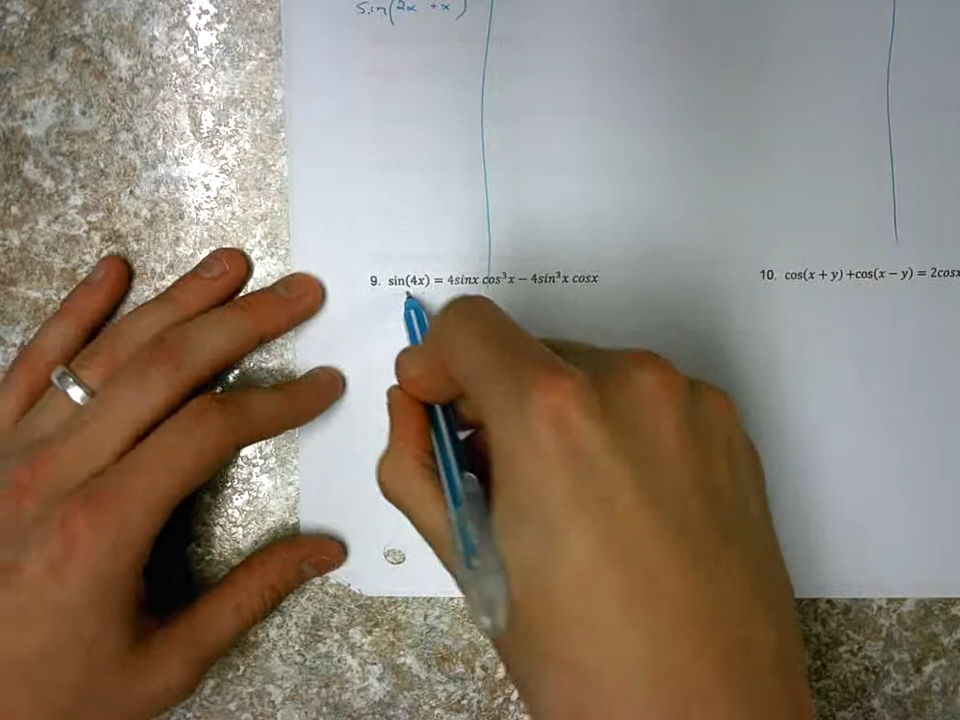 sin(2x + x)
9. sin(4x) = 4sinx cos³x − 4sin³x cosx
10. cos(x + y) +cos(x − y) = 2cosx